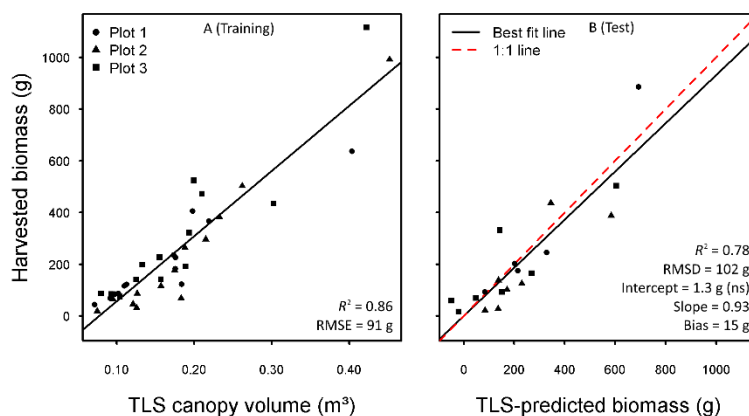 A (Training)
Plot 1
Plot 2
Plot 3
R² = 0.86
RMSE = 91 g
Harvested biomass (g)
0
200
400
600
800
1000
0.10
0.20
0.30
0.40
TLS canopy volume (m³)
B (Test)
Best fit line
1:1 line
R² = 0.78
RMSD = 102 g
Intercept = 1.3 g (ns)
Slope = 0.93
Bias = 15 g
0
200
400
600
800
1000
TLS-predicted biomass (g)